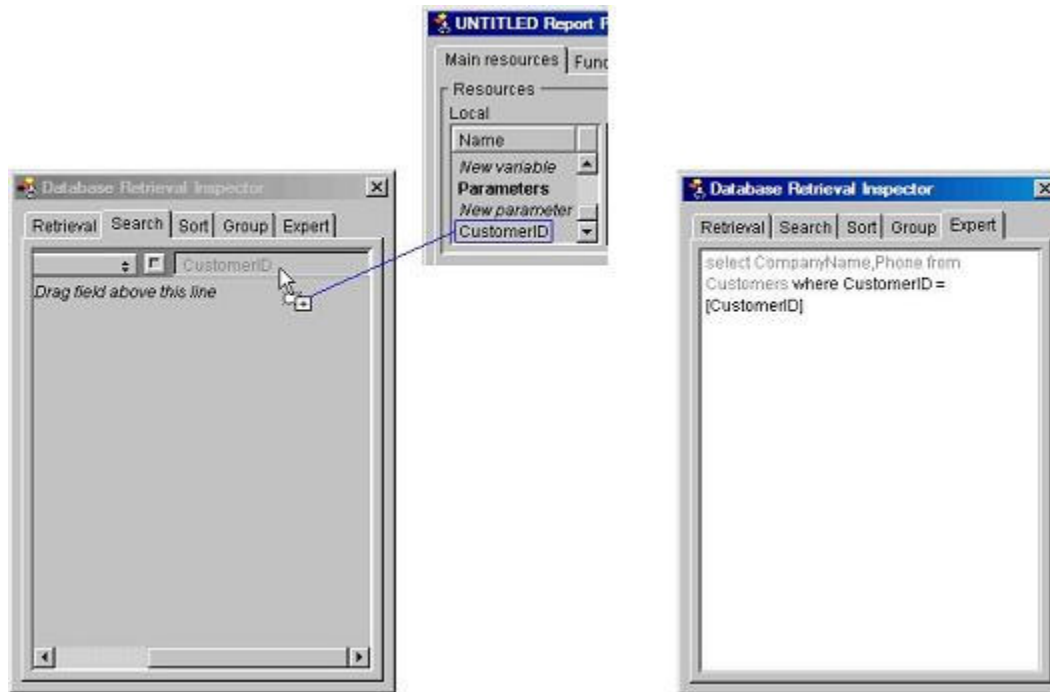 UNTITLED Report
Main resources
Resources
Local
Name
New variable
Parameters
New parameter
CustomerID
Database Retrieval Inspector
Retrieval Search Sort Group Expert
CustomerID
Drag field above this line
Database Retrieval Inspector
Retrieval Search Sort Group Expert
select CompanyName,Phone from
Customers where CustomerID =
[CustomerID]